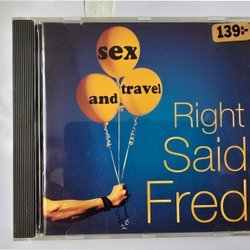 139:-
sex
and travel
Right
Said
Fred